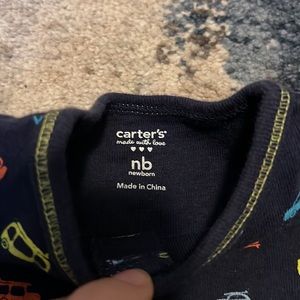 carter's
made with love
♥♥♥
nb
newborn
Made in China